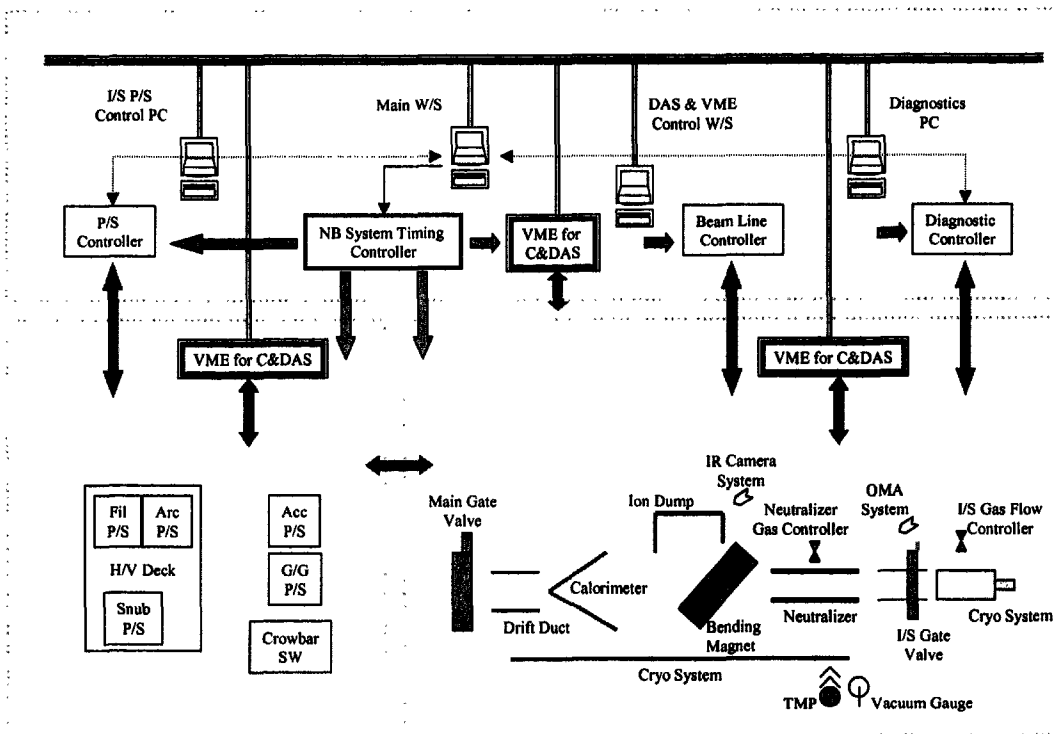 I/S P/S
Control PC
Main W/S
DAS & VME
Control W/S
Diagnostics
PC
P/S
Controller
NB System Timing
Controller
VME for
C&DAS
Beam Line
Controller
Diagnostic
Controller
VME for C&DAS
VME for C&DAS
Fil
P/S
Arc
P/S
H/V Deck
Snub
P/S
Acc
P/S
G/G
P/S
Crowbar
SW
Main Gate
Valve
Drift Duct
Calorimeter
Ion Dump
IR Camera
System
Bending
Magnet
Neutralizer
Gas Controller
Neutralizer
OMA
System
I/S Gas Flow
Controller
I/S Gate
Valve
Cryo System
Cryo System
TMP
Vacuum Gauge